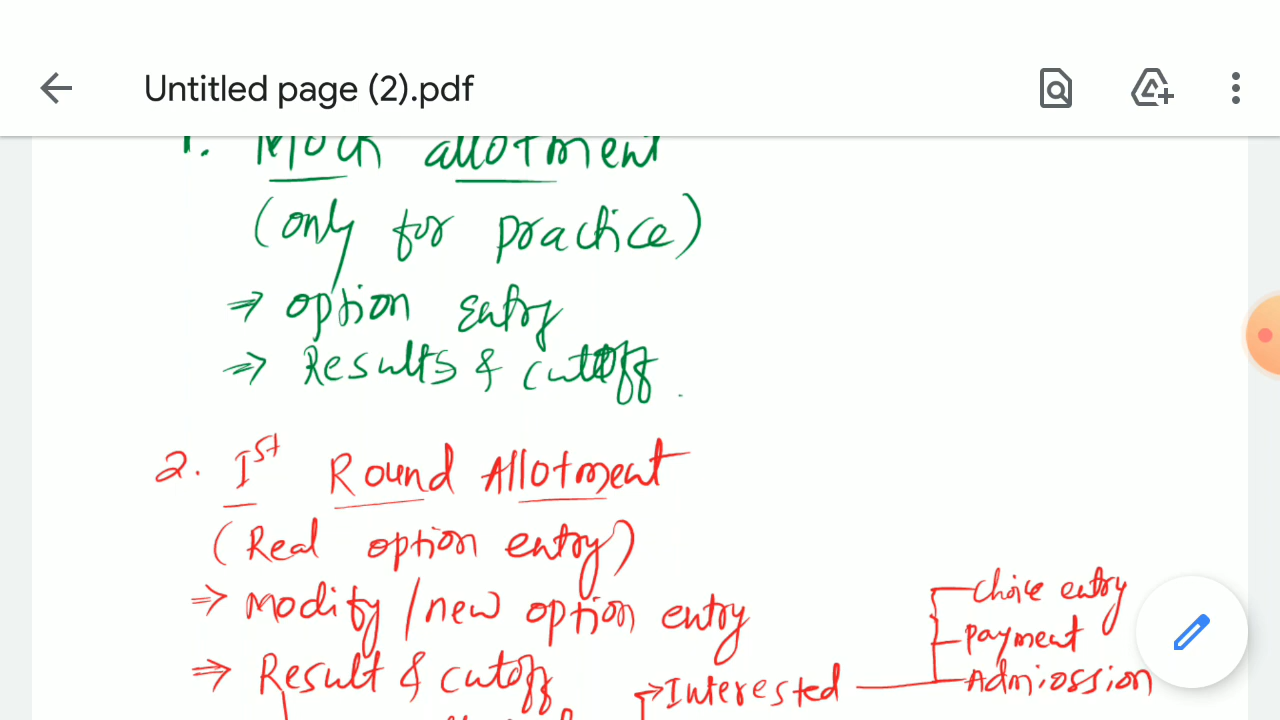 Untitled page (2).pdf
1. Mock allotment
(only for practice)
⇒ option entry
⇒ Results & cutoff.
2. Ist Round Allotment
(Real option entry)
⇒ Modify / new option entry
⇒ Result & cutoff
→ Interested
choice entry
payment
Admission